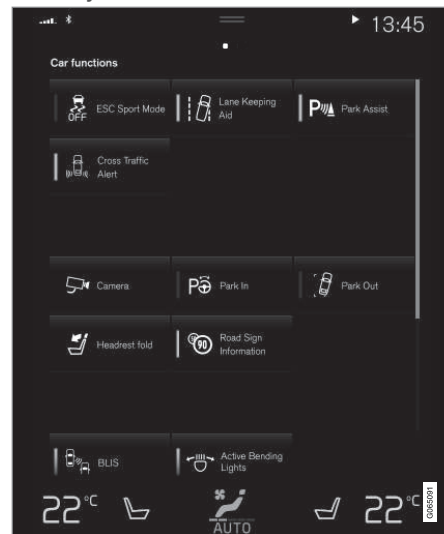 13:45
Car functions
OFF
ESC Sport Mode
Lane Keeping
Aid
P
Park Assist
Cross Traffic
Alert
Camera
P
Park In
Park Out
Headrest fold
90
Road Sign
Information
BLIS
Active Bending
Lights
22°C
AUTO
22°C
G065091